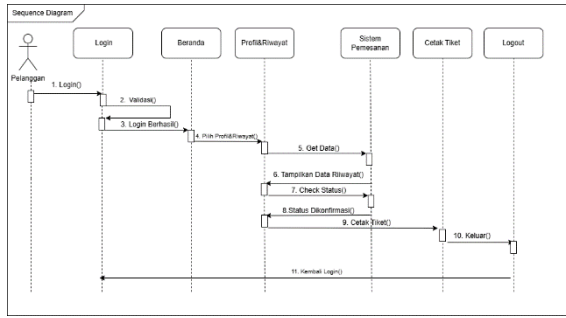 Sequence Diagram
Login
Beranda
Profil&Riwayat
Sistem
Pemesanan
Cetak Tiket
Logout
Pelanggan
1. Login()
2. Validasi()
3. Login Berhasil()
4. Pilih Profil&Riwayat()
5. Get Data()
6. Tampilkan Data Riiwayat()
7. Check Status()
8.Status Dikonfirmasi()
9. Cetak Tiket()
10. Keluar()
11. Kembali Login()